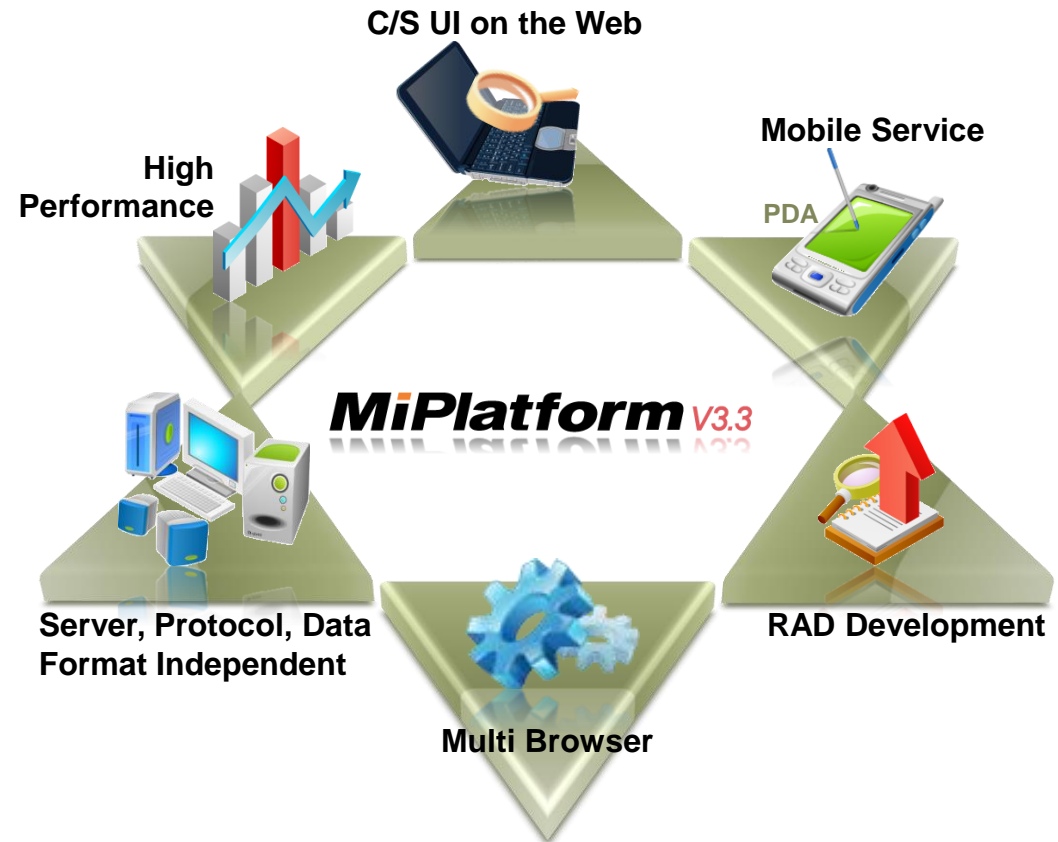 C/S UI on the Web
Mobile Service
High
Performance
PDA
MiPlatform V3.3
Server, Protocol, Data
Format Independent
RAD Development
Multi Browser